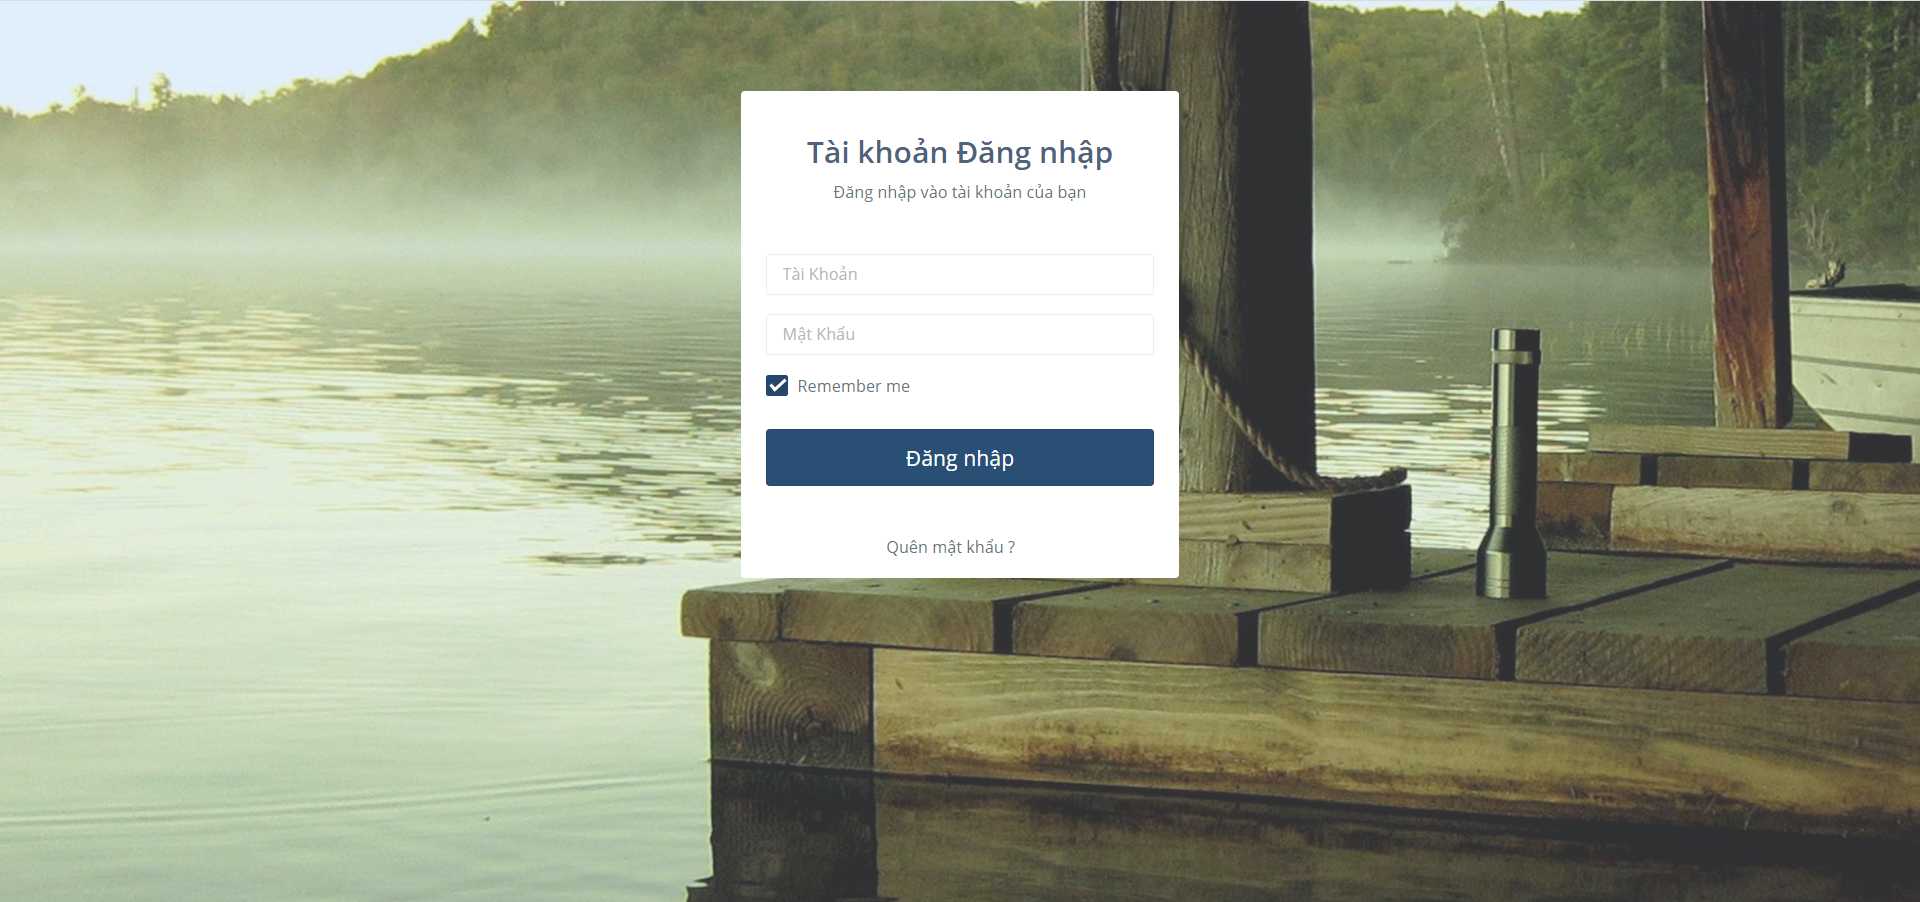 Tài khoản Đăng nhập
Đăng nhập vào tài khoản của bạn
Tài Khoản
Mật Khẩu
Remember me
Đăng nhập
Quên mật khẩu ?